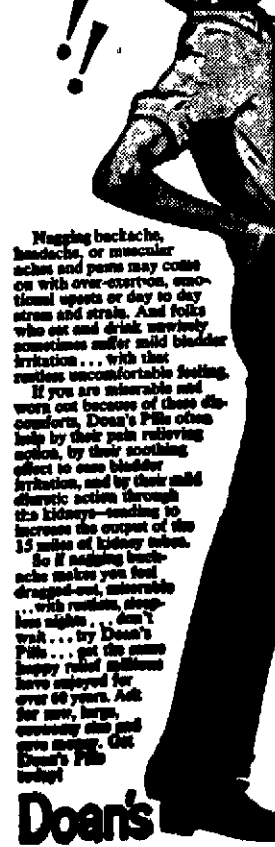 !!
Nagging backache,
headache, or muscular
aches and pains may come
on with over-exertion, emo-
tional upsets or day to day
stress and strain. And folks
who eat and drink unwisely
sometimes suffer mild bladder
irritation... with that
restless uncomfortable feeling.
If you are miserable and
worn out because of these dis-
comforts, Doan's Pills often
help by their pain relieving
action, by their soothing
effect to ease bladder
irritation, and by their mild
diuretic action through
the kidneys—tending to
increase the output of the
15 miles of kidney tubes.
So if nagging back-
ache makes you feel
dragged-out, miserable
...with restless, sleep-
less nights...don't
wait...try Doan's
Pills...get the same
happy relief millions
have enjoyed for
over 60 years. Ask
for new, large,
economy size and
save money. Get
Doan's Pills
today!
Doan's